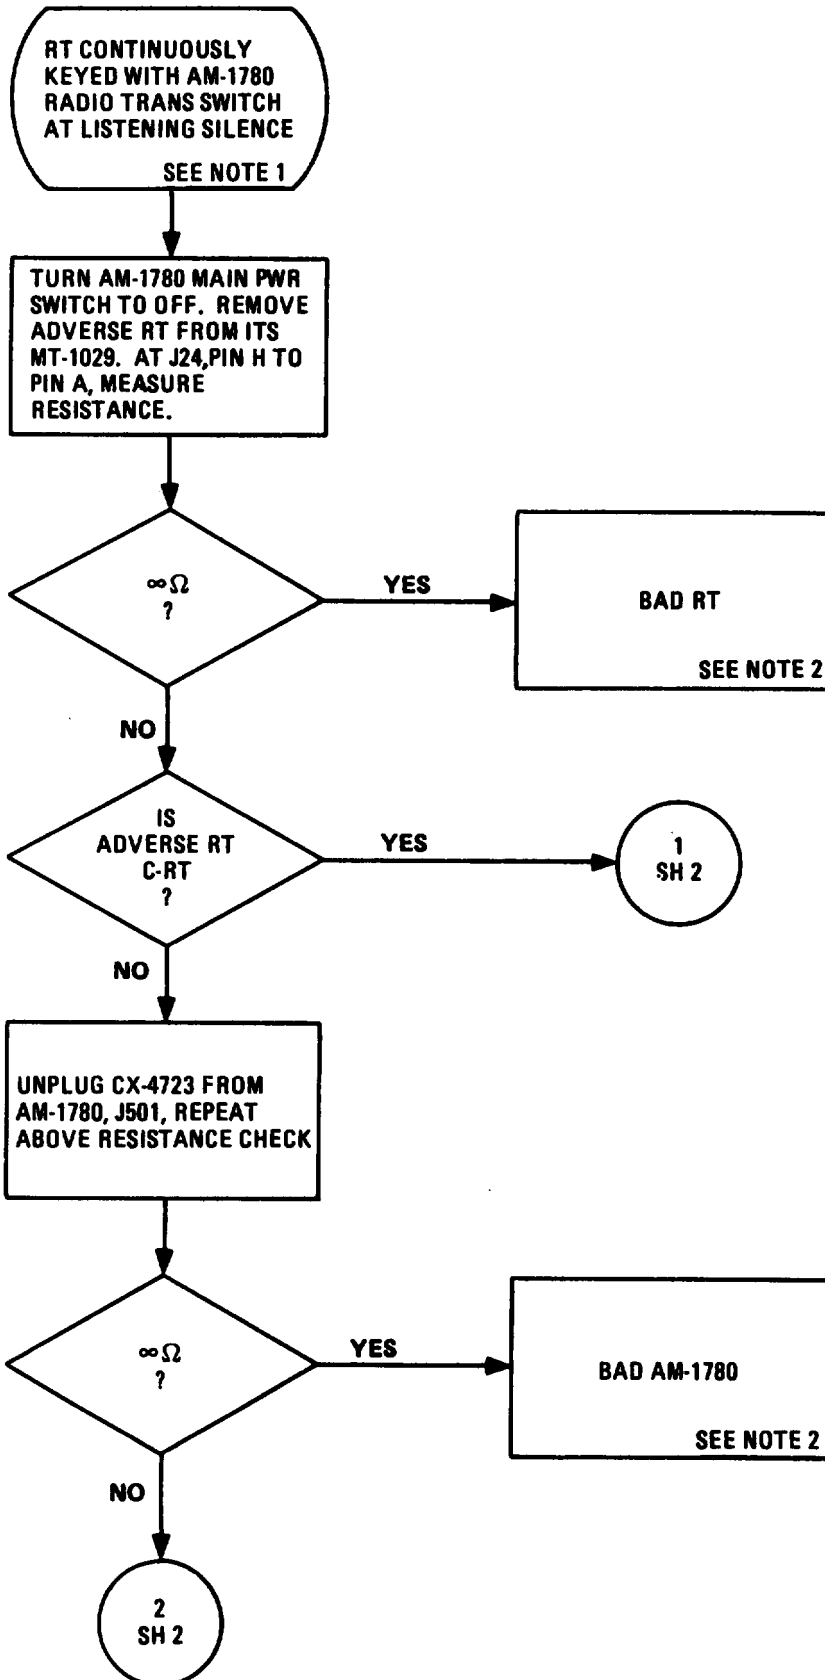 RT CONTINUOUSLY
KEYED WITH AM-1780
RADIO TRANS SWITCH
AT LISTENING SILENCE
SEE NOTE 1
TURN AM-1780 MAIN PWR
SWITCH TO OFF. REMOVE
ADVERSE RT FROM ITS
MT-1029. AT J24,PIN H TO
PIN A, MEASURE
RESISTANCE.
∞Ω
?
YES
BAD RT
SEE NOTE 2
NO
IS
ADVERSE RT
C-RT
?
YES
1
SH 2
NO
UNPLUG CX-4723 FROM
AM-1780, J501, REPEAT
ABOVE RESISTANCE CHECK
∞Ω
?
YES
BAD AM-1780
SEE NOTE 2
NO
2
SH 2